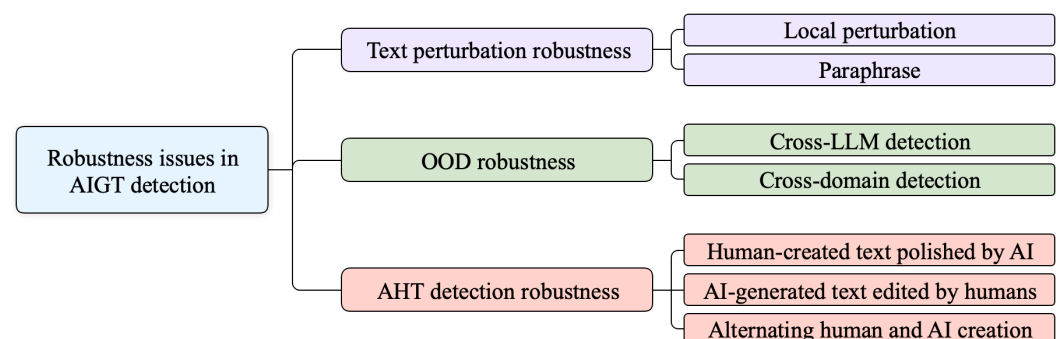 Robustness issues in
AIGT detection
Text perturbation robustness
Local perturbation
Paraphrase
OOD robustness
Cross-LLM detection
Cross-domain detection
AHT detection robustness
Human-created text polished by AI
AI-generated text edited by humans
Alternating human and AI creation